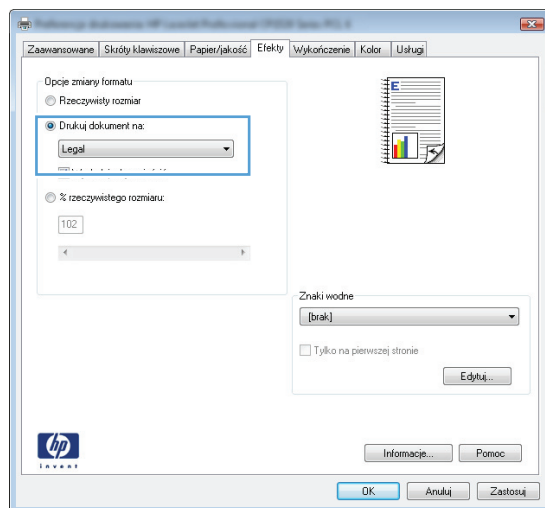 Zaawansowane Skróty klawiszowe Papier/jakość Efekty Wykończenie Kolor Usługi
Opcje zmiany formatu
Rzeczywisty rozmiar
Drukuj dokument na:
Legal
% rzeczywistego rozmiaru:
102
E
Znaki wodne
[brak]
Tylko na pierwszej stronie
Edytuj...
hp
invent
Informacje... Pomoc
OK Anuluj Zastosuj